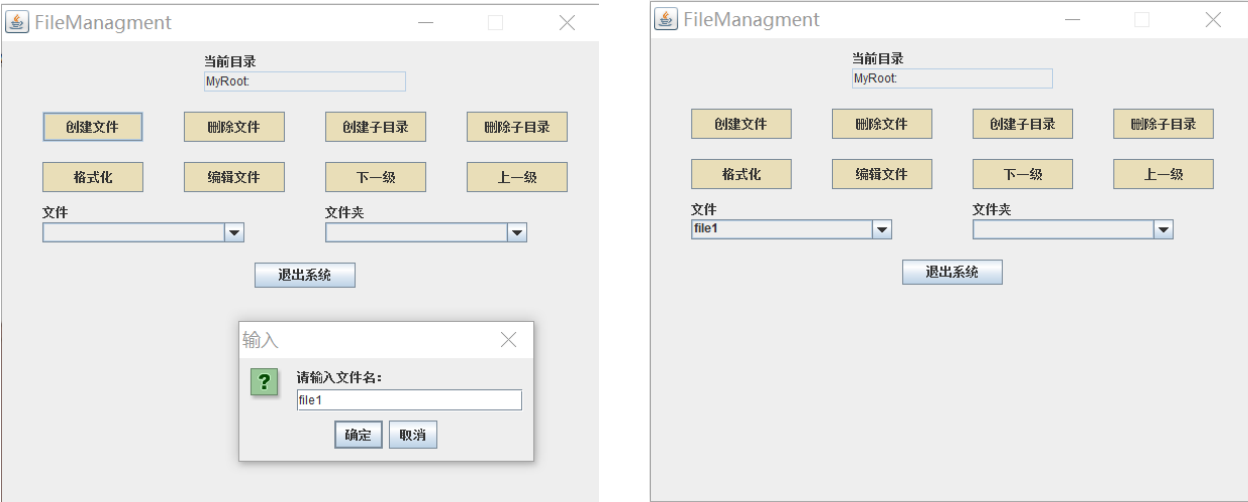 FileManagment
当前目录
MyRoot:
创建文件 删除文件 创建子目录 删除子目录
格式化 编辑文件 下一级 上一级
文件 文件夹
退出系统
输入
请输入文件名：
file1
确定 取消
FileManagment
当前目录
MyRoot:
创建文件 删除文件 创建子目录 删除子目录
格式化 编辑文件 下一级 上一级
文件 文件夹
file1
退出系统